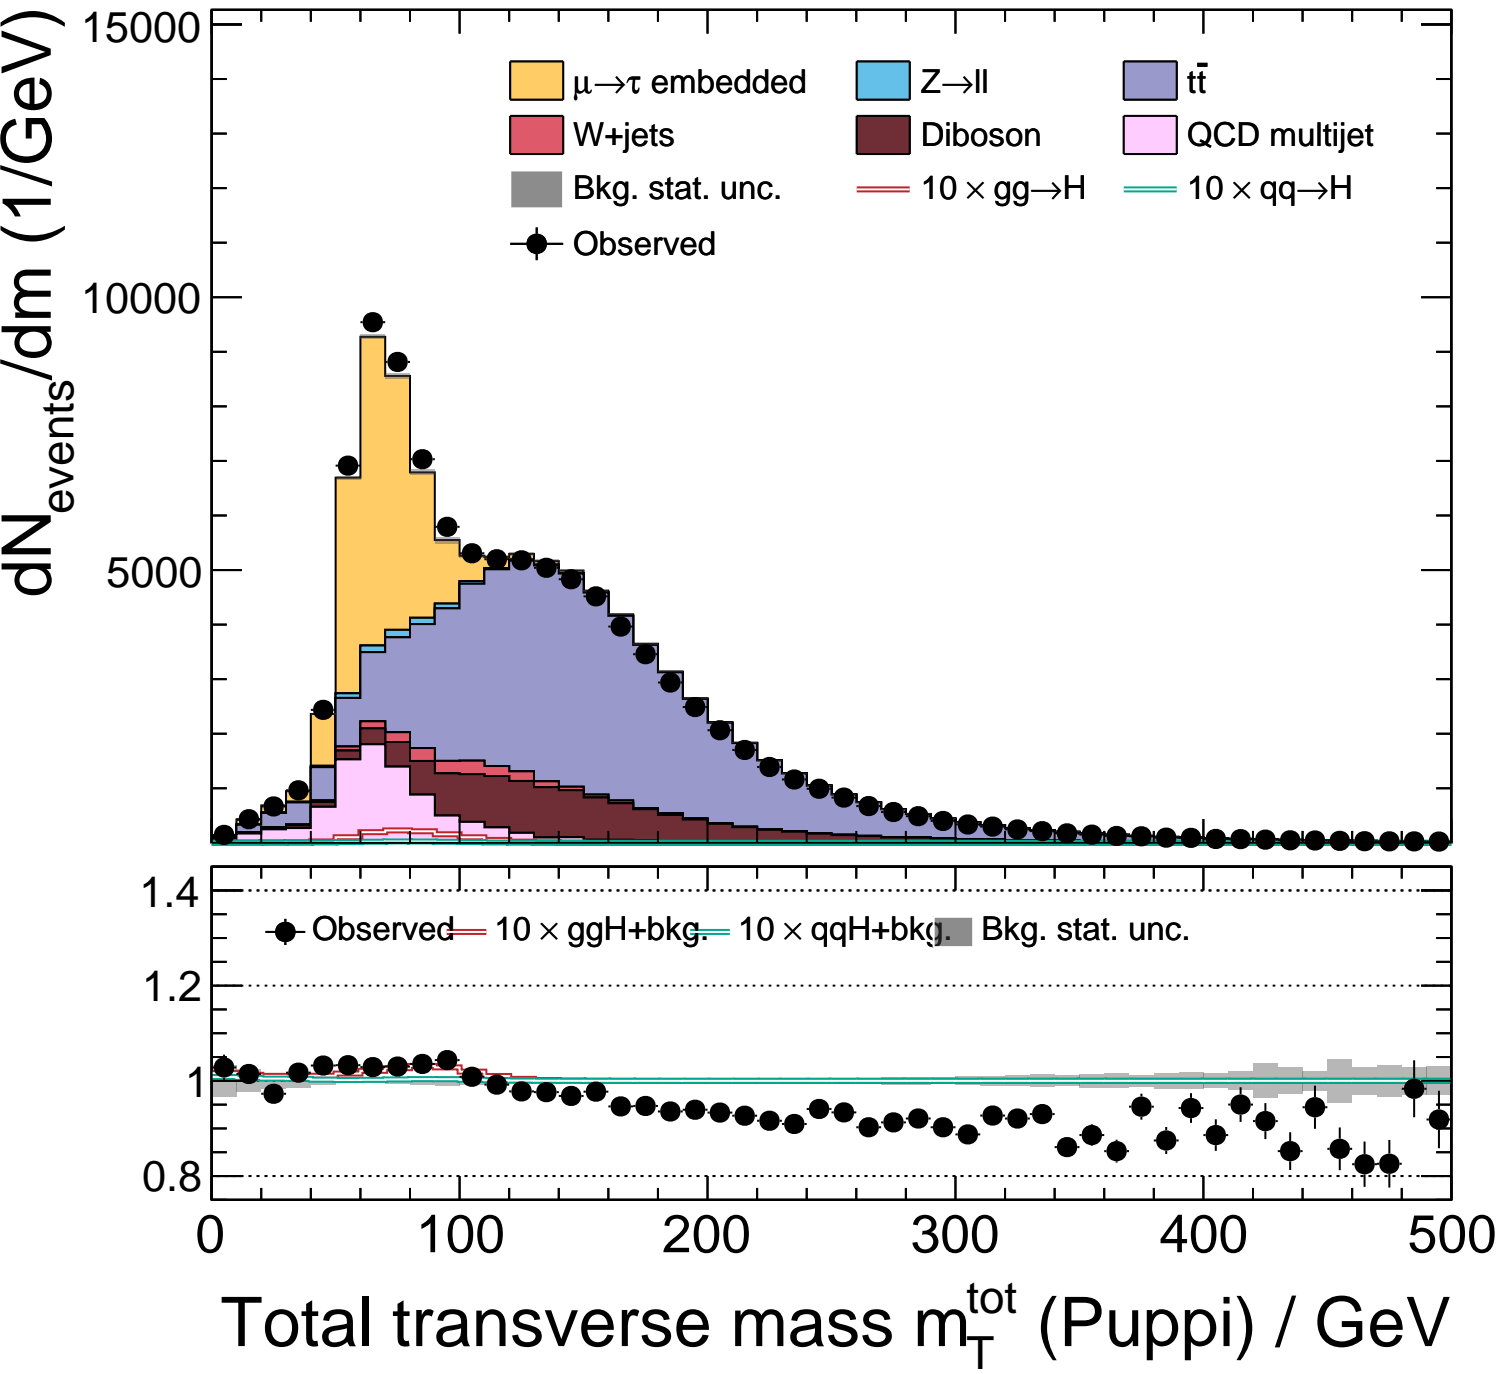 15000
10000
5000
dN_events/dm (1/GeV)
μ→τ embedded Z→ll tt̄
W+jets Diboson QCD multijet
Bkg. stat. unc. 10 × gg→H 10 × qq→H
Observed
1.4
1.2
1
0.8
Observed 10 × ggH+bkg. 10 × qqH+bkg. Bkg. stat. unc.
0 100 200 300 400 500
Total transverse mass m_T^tot (Puppi) / GeV